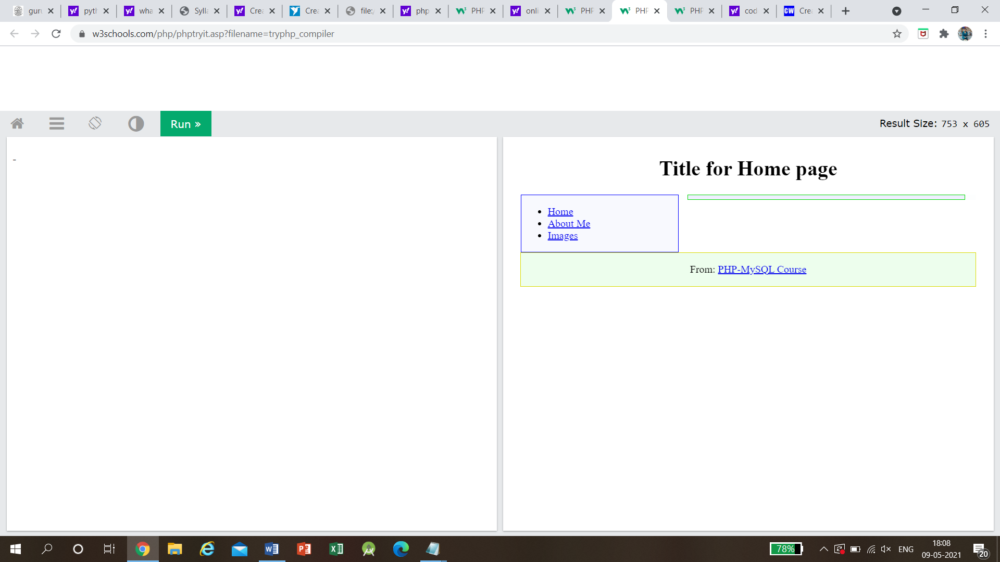 guru
pyth
wha
Sylla
Crea
Crea
file:/
php
PHP
onli
PHP
PHP
PHP
cod
CW
Crea
w3schools.com/php/phptryit.asp?filename=tryphp_compiler
Run »
Result Size: 753 x 605
-
Title for Home page
Home
About Me
Images
From: PHP-MySQL Course
78%
ENG
18:08
09-05-2021
20